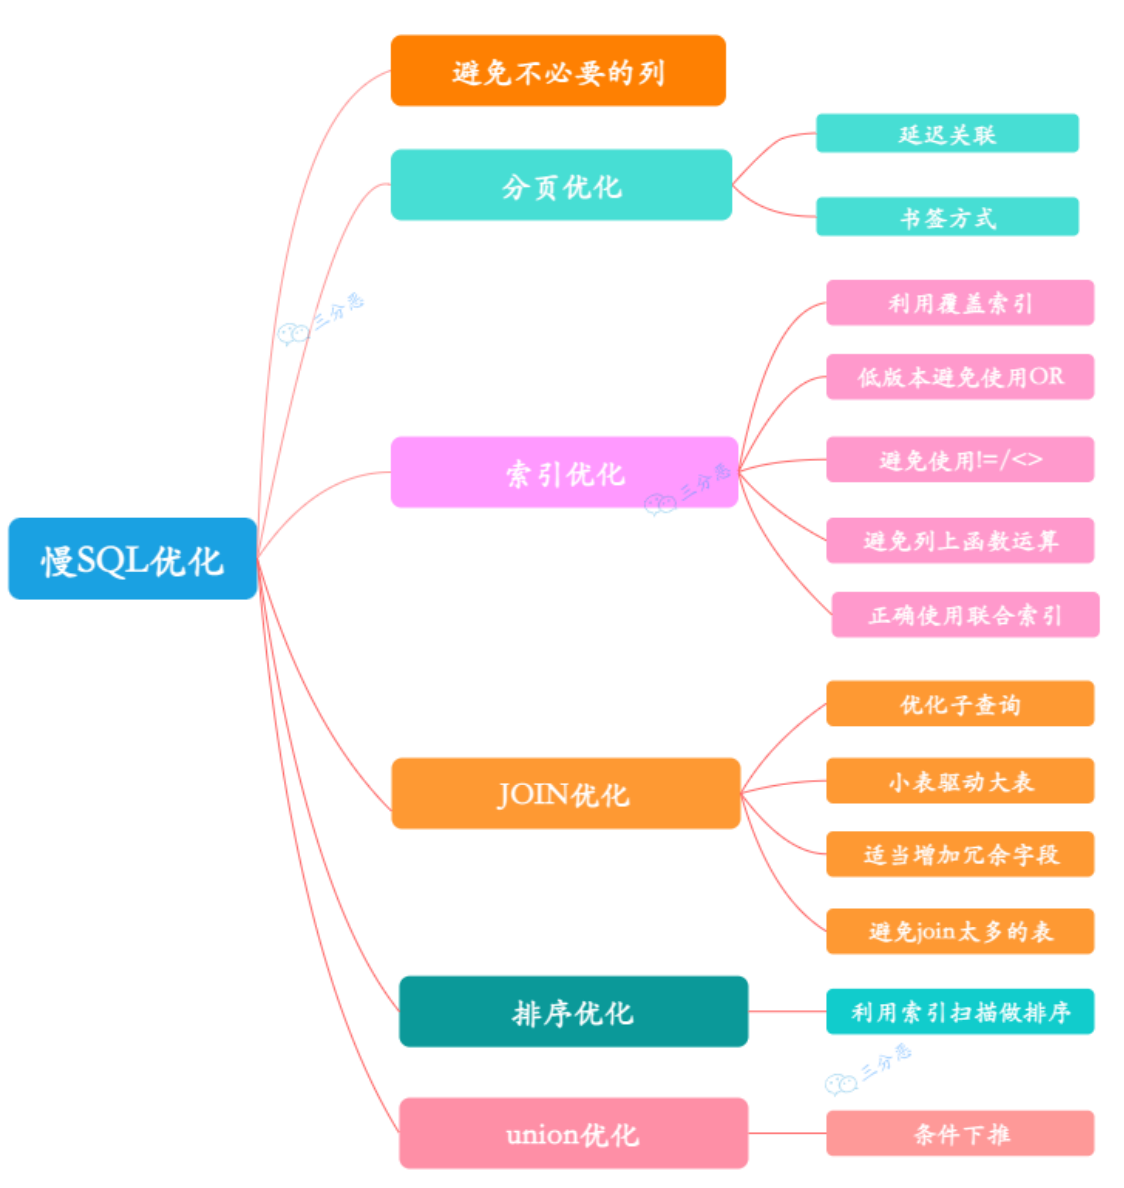 避免不必要的列
延迟关联
分页优化
书签方式
利用覆盖索引
三分恶
低版本避免使用OR
避免使用!=/<>
索引优化
三分恶
避免列上函数运算
慢SQL优化
正确使用联合索引
优化子查询
小表驱动大表
JOIN优化
适当增加冗余字段
避免join太多的表
排序优化
利用索引扫描做排序
三分恶
union优化
条件下推